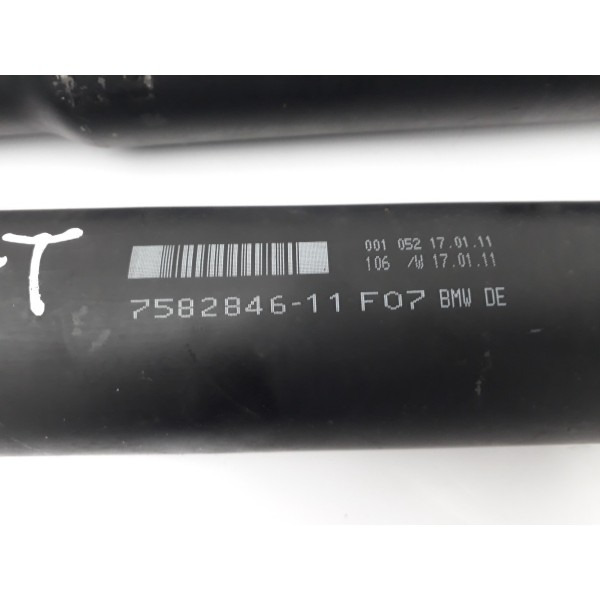 T
001 052 17.01.11
106 /W 17.01.11
7582846-11 F07 BMW DE